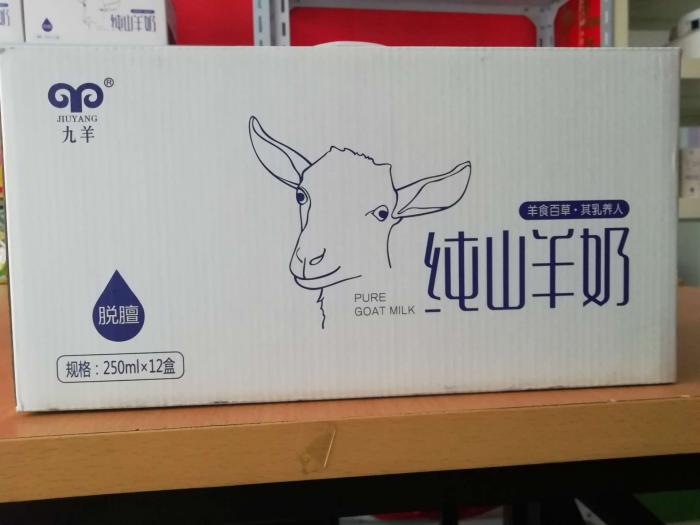 ®
JIUYANG
九羊
羊食百草·其乳养人
纯山羊奶
PURE
GOAT MILK
脱膻
规格：250ml×12盒